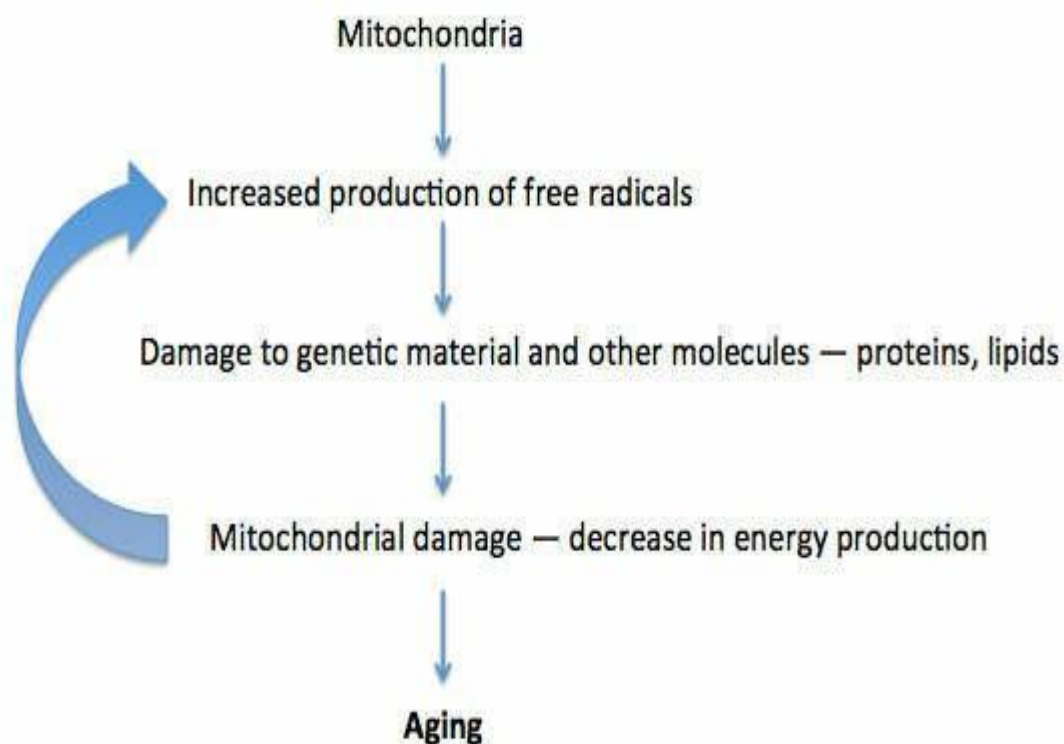 Mitochondria
Increased production of free radicals
Damage to genetic material and other molecules — proteins, lipids
Mitochondrial damage — decrease in energy production
Aging